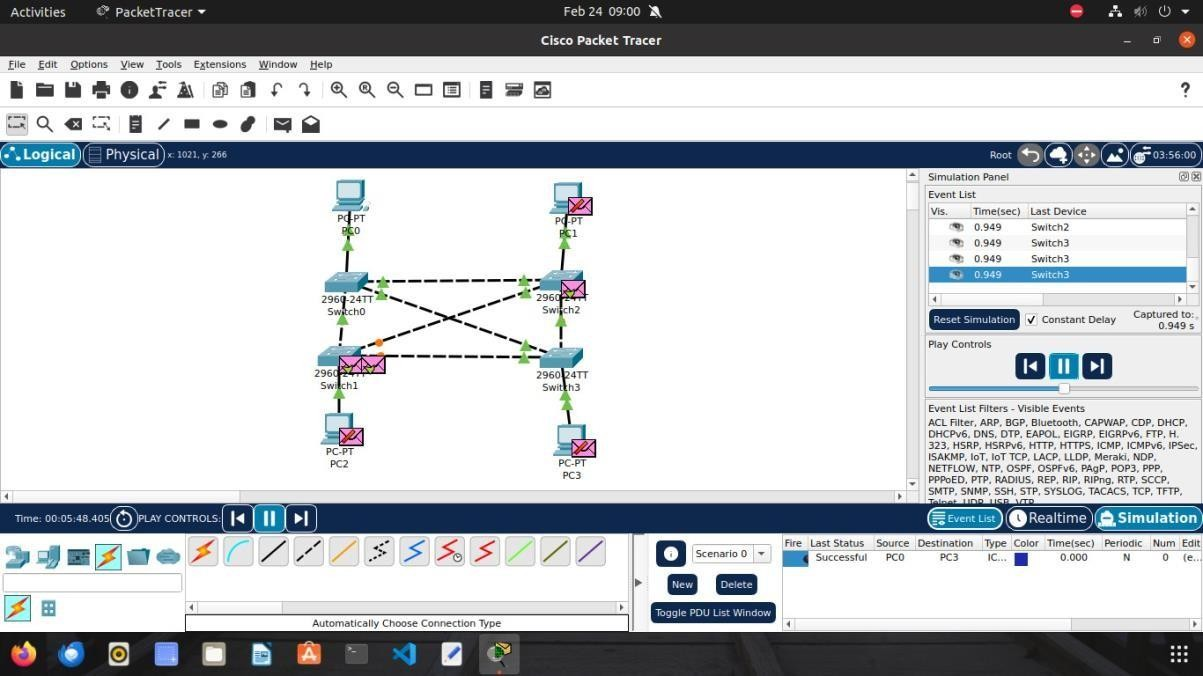 Activities PacketTracer Feb 24 09:00
Cisco Packet Tracer
File Edit Options View Tools Extensions Window Help
?
Logical Physical x: 1021, y: 266 Root 03:56:00
Simulation Panel
Event List
Vis. Time(sec) Last Device
0.949 Switch2
0.949 Switch3
0.949 Switch3
0.949 Switch3
Reset Simulation Constant Delay Captured to:
0.949 s
Play Controls
Event List Filters - Visible Events
ACL Filter, ARP, BGP, Bluetooth, CAPWAP, CDP, DHCP,
DHCPv6, DNS, DTP, EAPOL, EIGRP, EIGRPv6, FTP, H.
323, HSRP, HSRPv6, HTTP, HTTPS, ICMP, ICMPv6, IPSec,
ISAKMP, IoT, IoT TCP, LACP, LLDP, Meraki, NDP,
NETFLOW, NTP, OSPF, OSPFv6, PAgP, POP3, PPP,
PPPoED, PTP, RADIUS, REP, RIP, RIPng, RTP, SCCP,
SMTP, SNMP, SSH, STP, SYSLOG, TACACS, TCP, TFTP,
Telnet, UDP, USB, VTP
PC-PT
PC0
PC-PT
PC1
2960-24TT
Switch0
2960-24TT
Switch2
2960-24TT
Switch1
2960-24TT
Switch3
PC-PT
PC2
PC-PT
PC3
Time: 00:05:48.405 PLAY CONTROLS:
Event List Realtime Simulation
Scenario 0
New Delete
Toggle PDU List Window
Fire Last Status Source Destination Type Color Time(sec) Periodic Num Edit
Successful PC0 PC3 IC... 0.000 N 0 (e...
Automatically Choose Connection Type